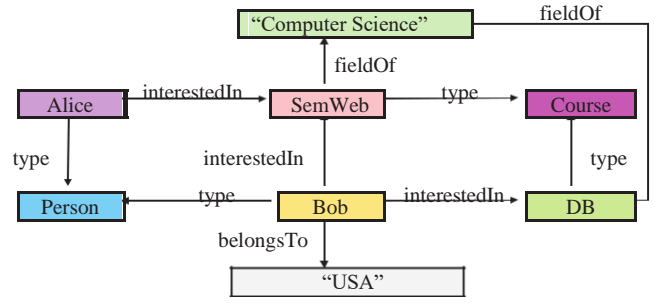 “Computer Science”
fieldOf
fieldOf
Alice
interestedIn
SemWeb
type
Course
type
interestedIn
type
Person
type
Bob
interestedIn
DB
belongsTo
“USA”